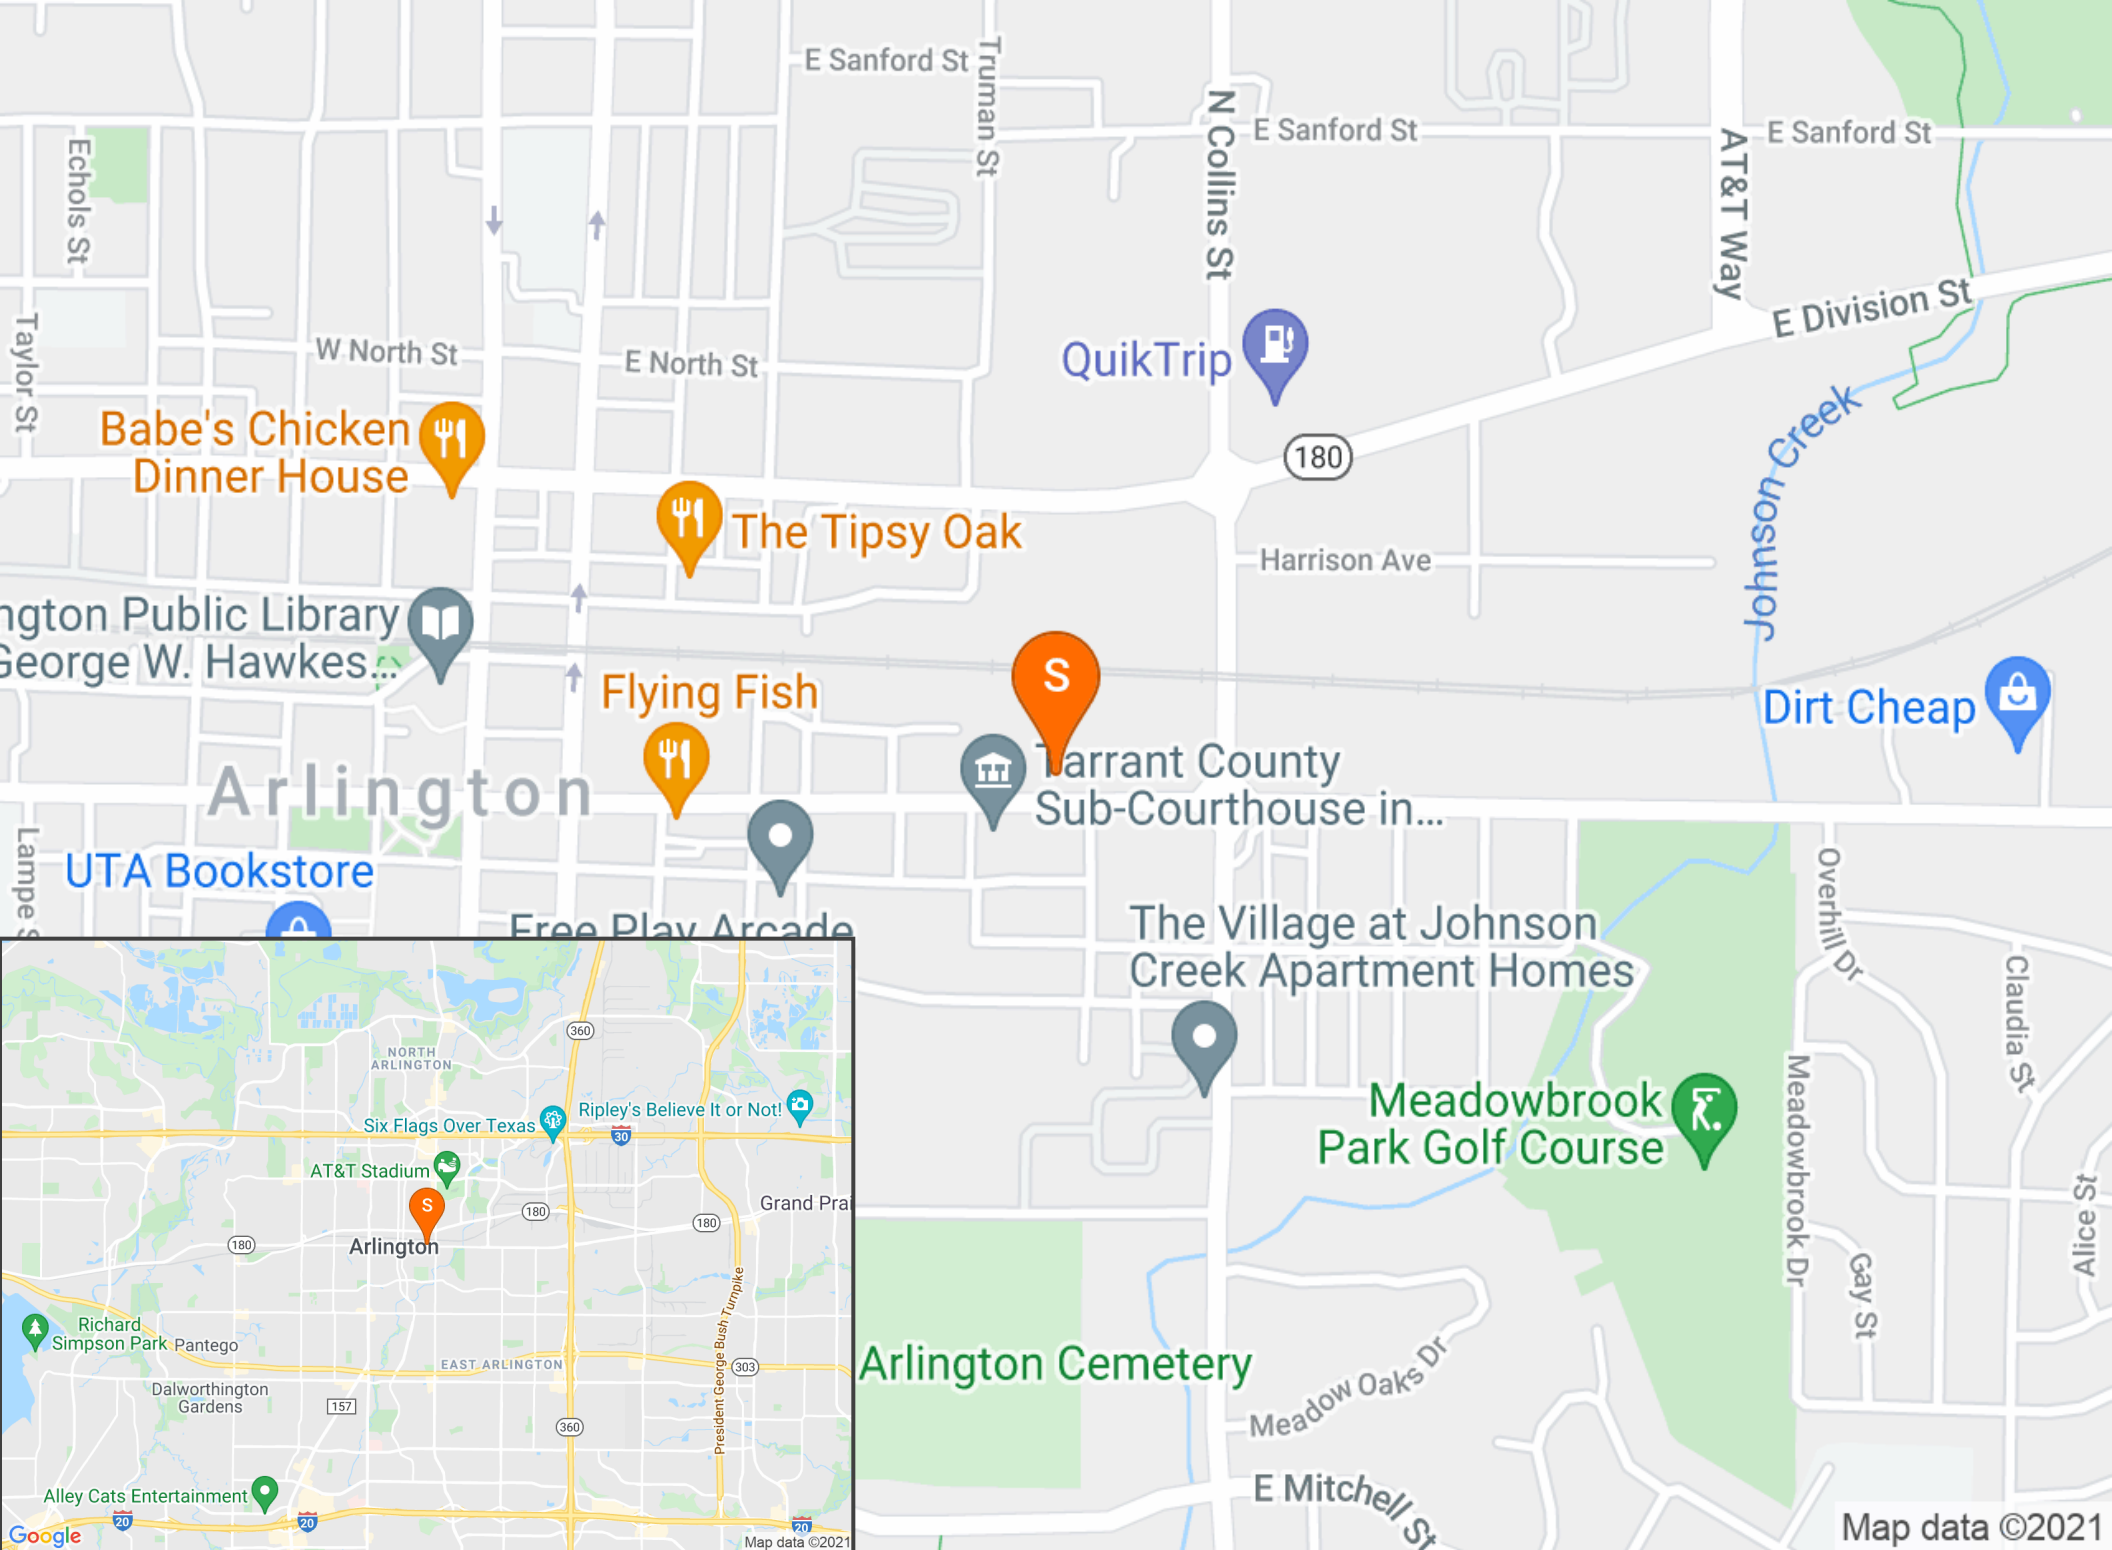 E Sanford St
Truman St
N Collins St
E Sanford St
AT&T Way
E Sanford St
Echols St
E Division St
Taylor St
W North St
E North St
QuikTrip
Babe's Chicken
Dinner House
180
Johnson Creek
The Tipsy Oak
Harrison Ave
ngton Public Library
George W. Hawkes...
S
Flying Fish
Dirt Cheap
Arlington
Tarrant County
Sub-Courthouse in...
Lampe S
UTA Bookstore
Free Play Arcade
Overhill Dr
The Village at Johnson
Creek Apartment Homes
Claudia St
Meadowbrook
Park Golf Course
Meadowbrook Dr
Alice St
Gay St
Arlington Cemetery
Meadow Oaks Dr
E Mitchell St
Map data ©2021
360
NORTH
ARLINGTON
Six Flags Over Texas
Ripley's Believe It or Not!
30
AT&T Stadium
S
180
Grand Prai
180
180
Arlington
President George Bush Turnpike
Richard
Simpson Park
Pantego
EAST ARLINGTON
303
Dalworthington
Gardens
157
360
Alley Cats Entertainment
20
20
20
Google
Map data ©2021